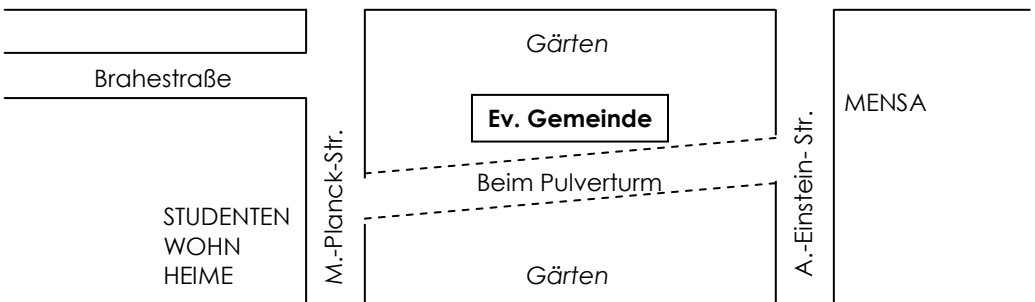 Gärten
Brahestraße
MENSA
Ev. Gemeinde
M.-Planck-Str.
A.-Einstein- Str.
Beim Pulverturm
STUDENTEN
WOHN
HEIME
Gärten